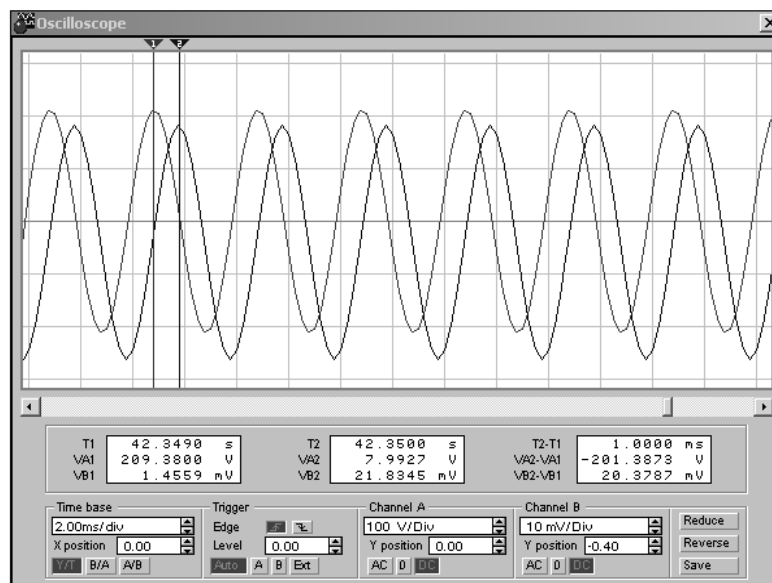 Oscilloscope
1 2
T1 42.3490 s T2 42.3500 s T2-T1 1.0000 ms
VA1 209.3800 V VA2 7.9927 V VA2-VA1 -201.3873 V
VB1 1.4559 mV VB2 21.8345 mV VB2-VB1 20.3787 mV
Time base Trigger Channel A Channel B
2.00ms/div Edge 100 V/Div 10 mV/Div Reduce
X position 0.00 Level 0.00 Y position 0.00 Y position -0.40 Reverse
Y/T B/A A/B Auto A B Ext AC 0 DC AC 0 DC Save